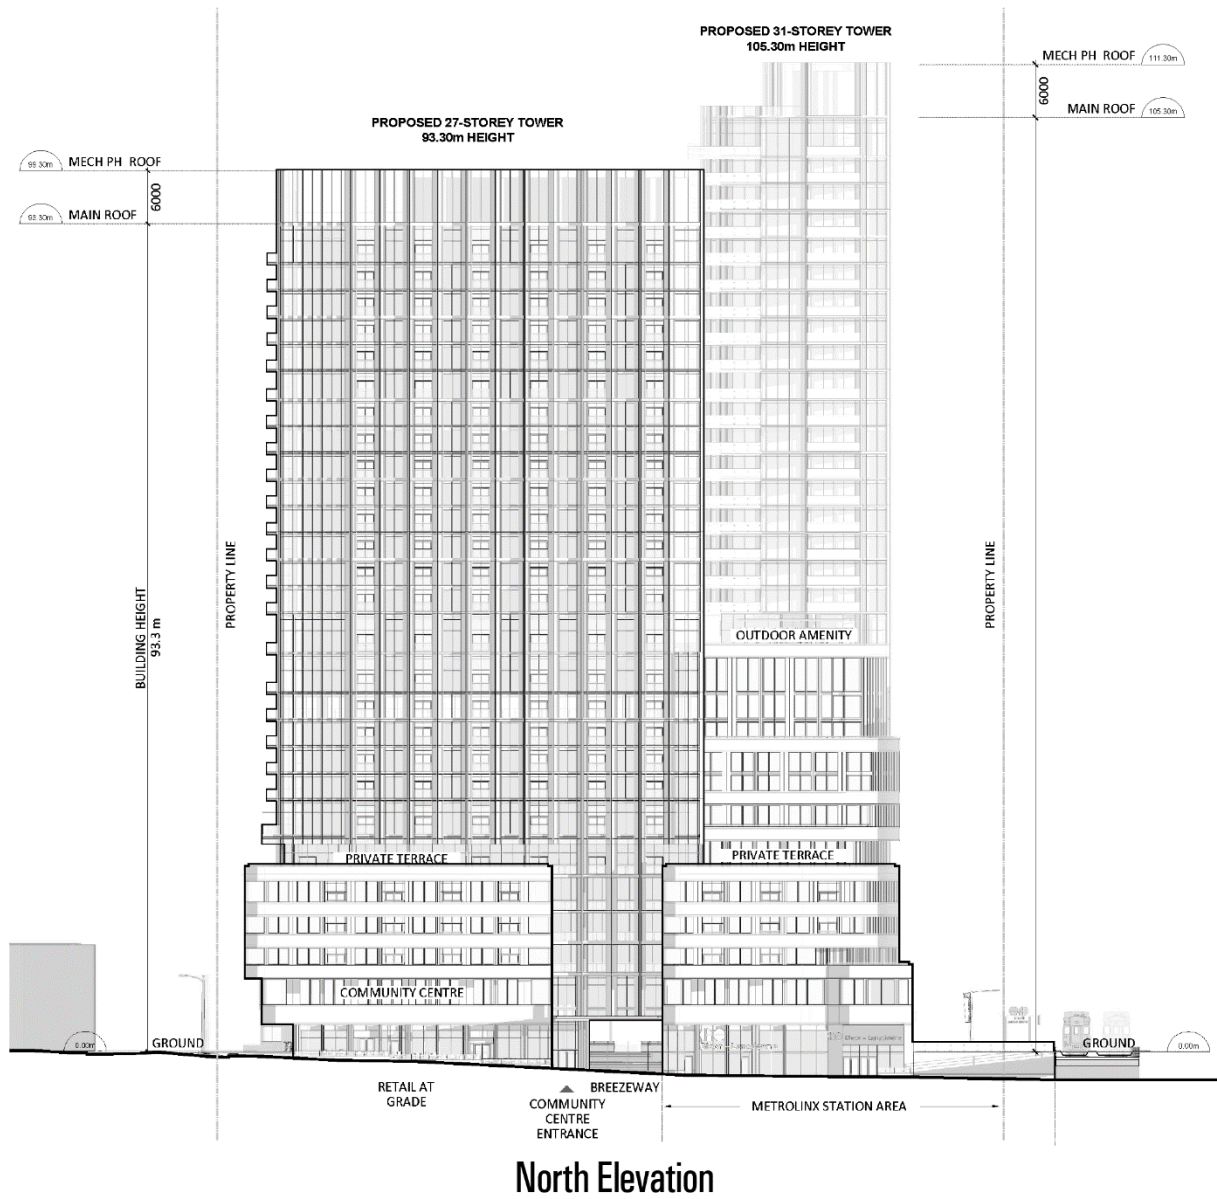 PROPOSED 31-STOREY TOWER
105.30m HEIGHT
MECH PH ROOF
111.30m
6000
MAIN ROOF
105.30m
PROPOSED 27-STOREY TOWER
93.30m HEIGHT
99.30m
MECH PH ROOF
6000
93.30m
MAIN ROOF
PROPERTY LINE
PROPERTY LINE
BUILDING HEIGHT
93.3 m
OUTDOOR AMENITY
PRIVATE TERRACE
PRIVATE TERRACE
COMMUNITY CENTRE
0.00m
GROUND
GROUND
0.00m
RETAIL AT
GRADE
BREEZEWAY
COMMUNITY
CENTRE
ENTRANCE
METROLINX STATION AREA
North Elevation